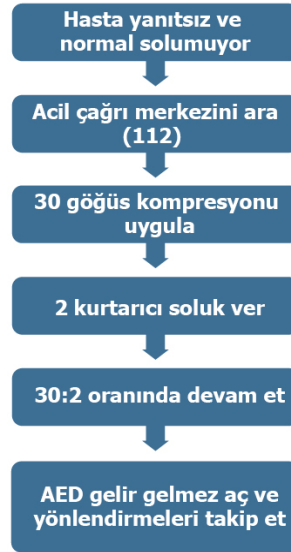 Hasta yanıtsız ve
normal solumuyor
Acil çağrı merkezini ara
(112)
30 göğüs kompresyonu
uygula
2 kurtarıcı soluk ver
30:2 oranında devam et
AED gelir gelmez aç ve
yönlendirmeleri takip et